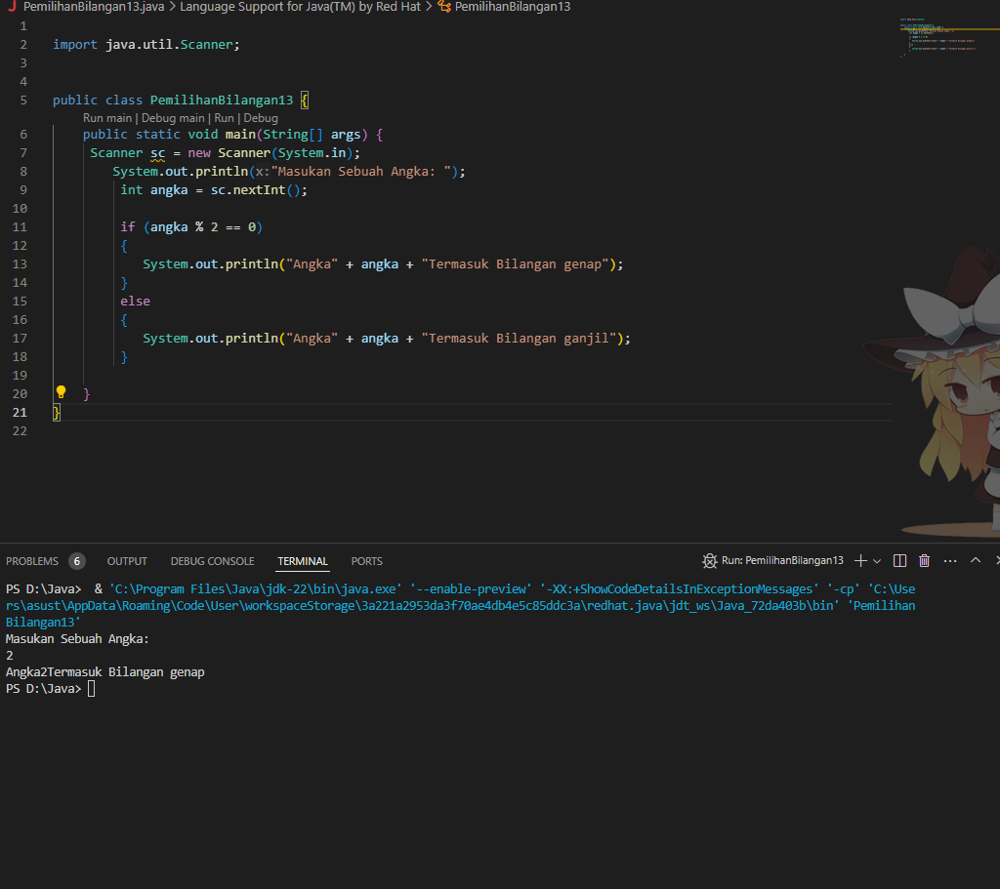 PemilihanBilangan13.java > Language Support for Java(TM) by Red Hat > PemilihanBilangan13
1
2 import java.util.Scanner;
3
4
5 public class PemilihanBilangan13 {
Run main | Debug main | Run | Debug
6 public static void main(String[] args) {
7 Scanner sc = new Scanner(System.in);
8 System.out.println(x:"Masukan Sebuah Angka: ");
9 int angka = sc.nextInt();
10
11 if (angka % 2 == 0)
12 {
13 System.out.println("Angka" + angka + "Termasuk Bilangan genap");
14 }
15 else
16 {
17 System.out.println("Angka" + angka + "Termasuk Bilangan ganjil");
18 }
19
20 }
21 }
22
PROBLEMS 6 OUTPUT DEBUG CONSOLE TERMINAL PORTS Run: PemilihanBilangan13
PS D:\Java> & 'C:\Program Files\Java\jdk-22\bin\java.exe' '--enable-preview' '-XX:+ShowCodeDetailsInExceptionMessages' '-cp' 'C:\Use
rs\asust\AppData\Roaming\Code\User\workspaceStorage\3a221a2953da3f70ae4db4e5c85ddc3a\redhat.java\jdt_ws\Java_72da403b\bin' 'Pemilihan
Bilangan13'
Masukan Sebuah Angka:
2
Angka2Termasuk Bilangan genap
PS D:\Java>